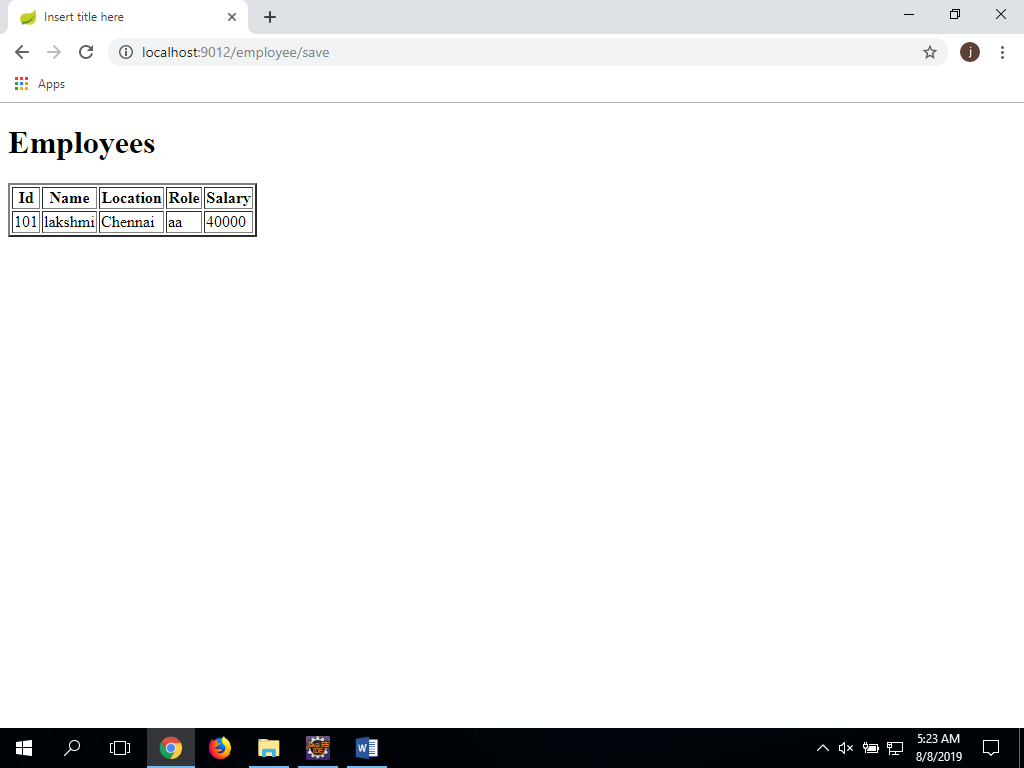 Insert title here
localhost:9012/employee/save
j
Apps
Employees
Id Name Location Role Salary
101 lakshmi Chennai aa 40000
W
5:23 AM
8/8/2019